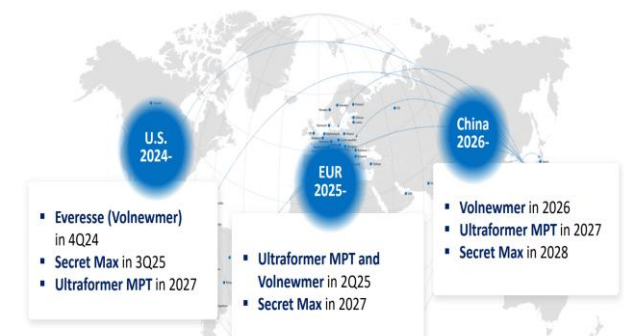 U.S.
2024-
Everesse (Volnewmer)
in 4Q24
Secret Max in 3Q25
Ultraformer MPT in 2027
EUR
2025-
Ultraformer MPT and
Volnewmer in 2Q25
Secret Max in 2027
China
2026-
Volnewmer in 2026
Ultraformer MPT in 2027
Secret Max in 2028